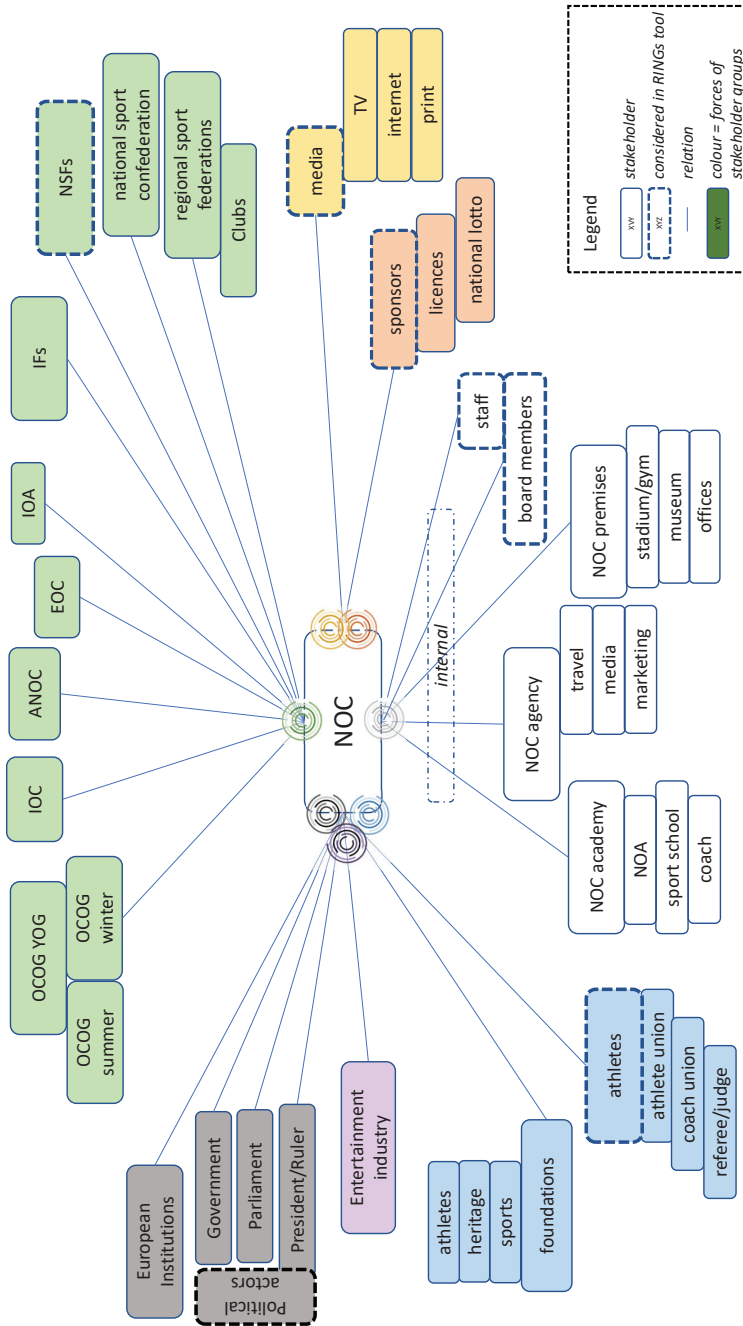 OCOG YOG
OCOG
summer
OCOG
winter
IOC
ANOC
EOC
IOA
IFs
NSFs
national sport
confederation
regional sport
federations
Clubs
European
Institutions
Political
actors
Government
Parliament
President/Ruler
Entertainment
industry
NOC
media
TV
internet
print
sponsors
licences
national lotto
internal
staff
board members
athletes
heritage
sports
foundations
athletes
athlete union
coach union
referee/judge
NOC academy
NOA
sport school
coach
NOC agency
travel
media
marketing
NOC premises
stadium/gym
museum
offices
Legend
XVY
stakeholder
XYZ
considered in RINGs tool
relation
XVY
colour = forces of
stakeholder groups